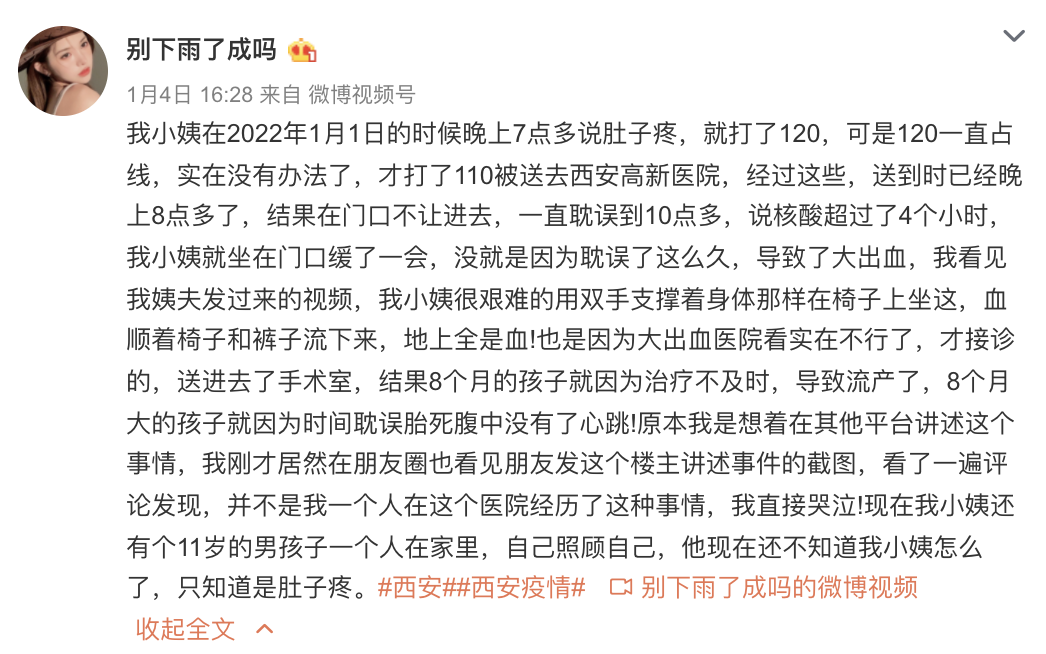 别下雨了成吗
1月4日 16:28 来自 微博视频号
我小姨在2022年1月1日的时候晚上7点多说肚子疼，就打了120，可是120一直占
线，实在没有办法了，才打了110被送去西安高新医院，经过这些，送到时已经晚
上8点多了，结果在门口不让进去，一直耽误到10点多，说核酸超过了4个小时，
我小姨就坐在门口缓了一会，没就是因为耽误了这么久，导致了大出血，我看见
我姨夫发过来的视频，我小姨很艰难的用双手支撑着身体那样在椅子上坐这，血
顺着椅子和裤子流下来，地上全是血!也是因为大出血医院看实在不行了，才接诊
的，送进去了手术室，结果8个月的孩子就因为治疗不及时，导致流产了，8个月
大的孩子就因为时间耽误胎死腹中没有了心跳!原本我是想着在其他平台讲述这个
事情，我刚才居然在朋友圈也看见朋友发这个楼主讲述事件的截图，看了一遍评
论发现，并不是我一个人在这个医院经历了这种事情，我直接哭泣!现在我小姨还
有个11岁的男孩子一个人在家里，自己照顾自己，他现在还不知道我小姨怎么
了，只知道是肚子疼。#西安##西安疫情# 别下雨了成吗的微博视频
收起全文